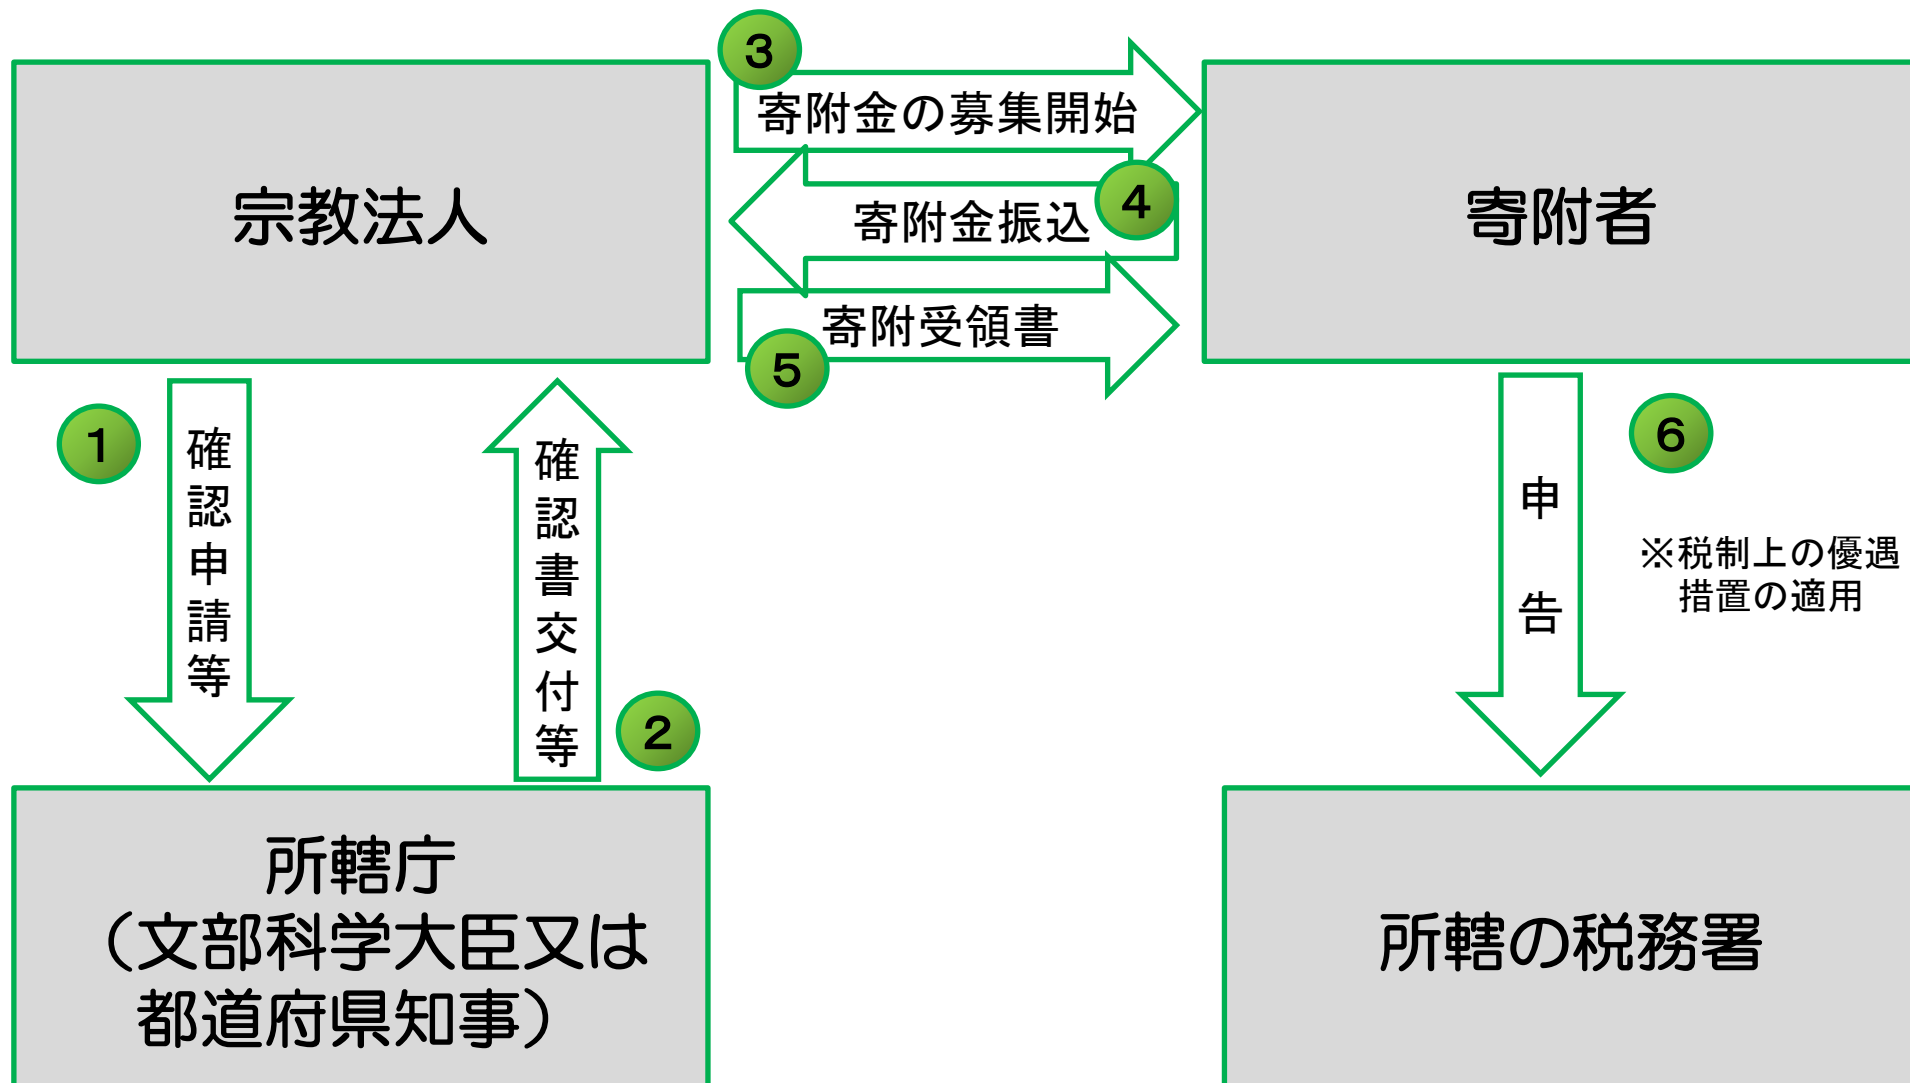 宗教法人
3
寄附金の募集開始
4
寄附金振込
5
寄附受領書
寄附者
1
確認申請等
確認書交付等
2
申告
6
※税制上の優遇
措置の適用
所轄庁
（文部科学大臣又は
都道府県知事）
所轄の税務署